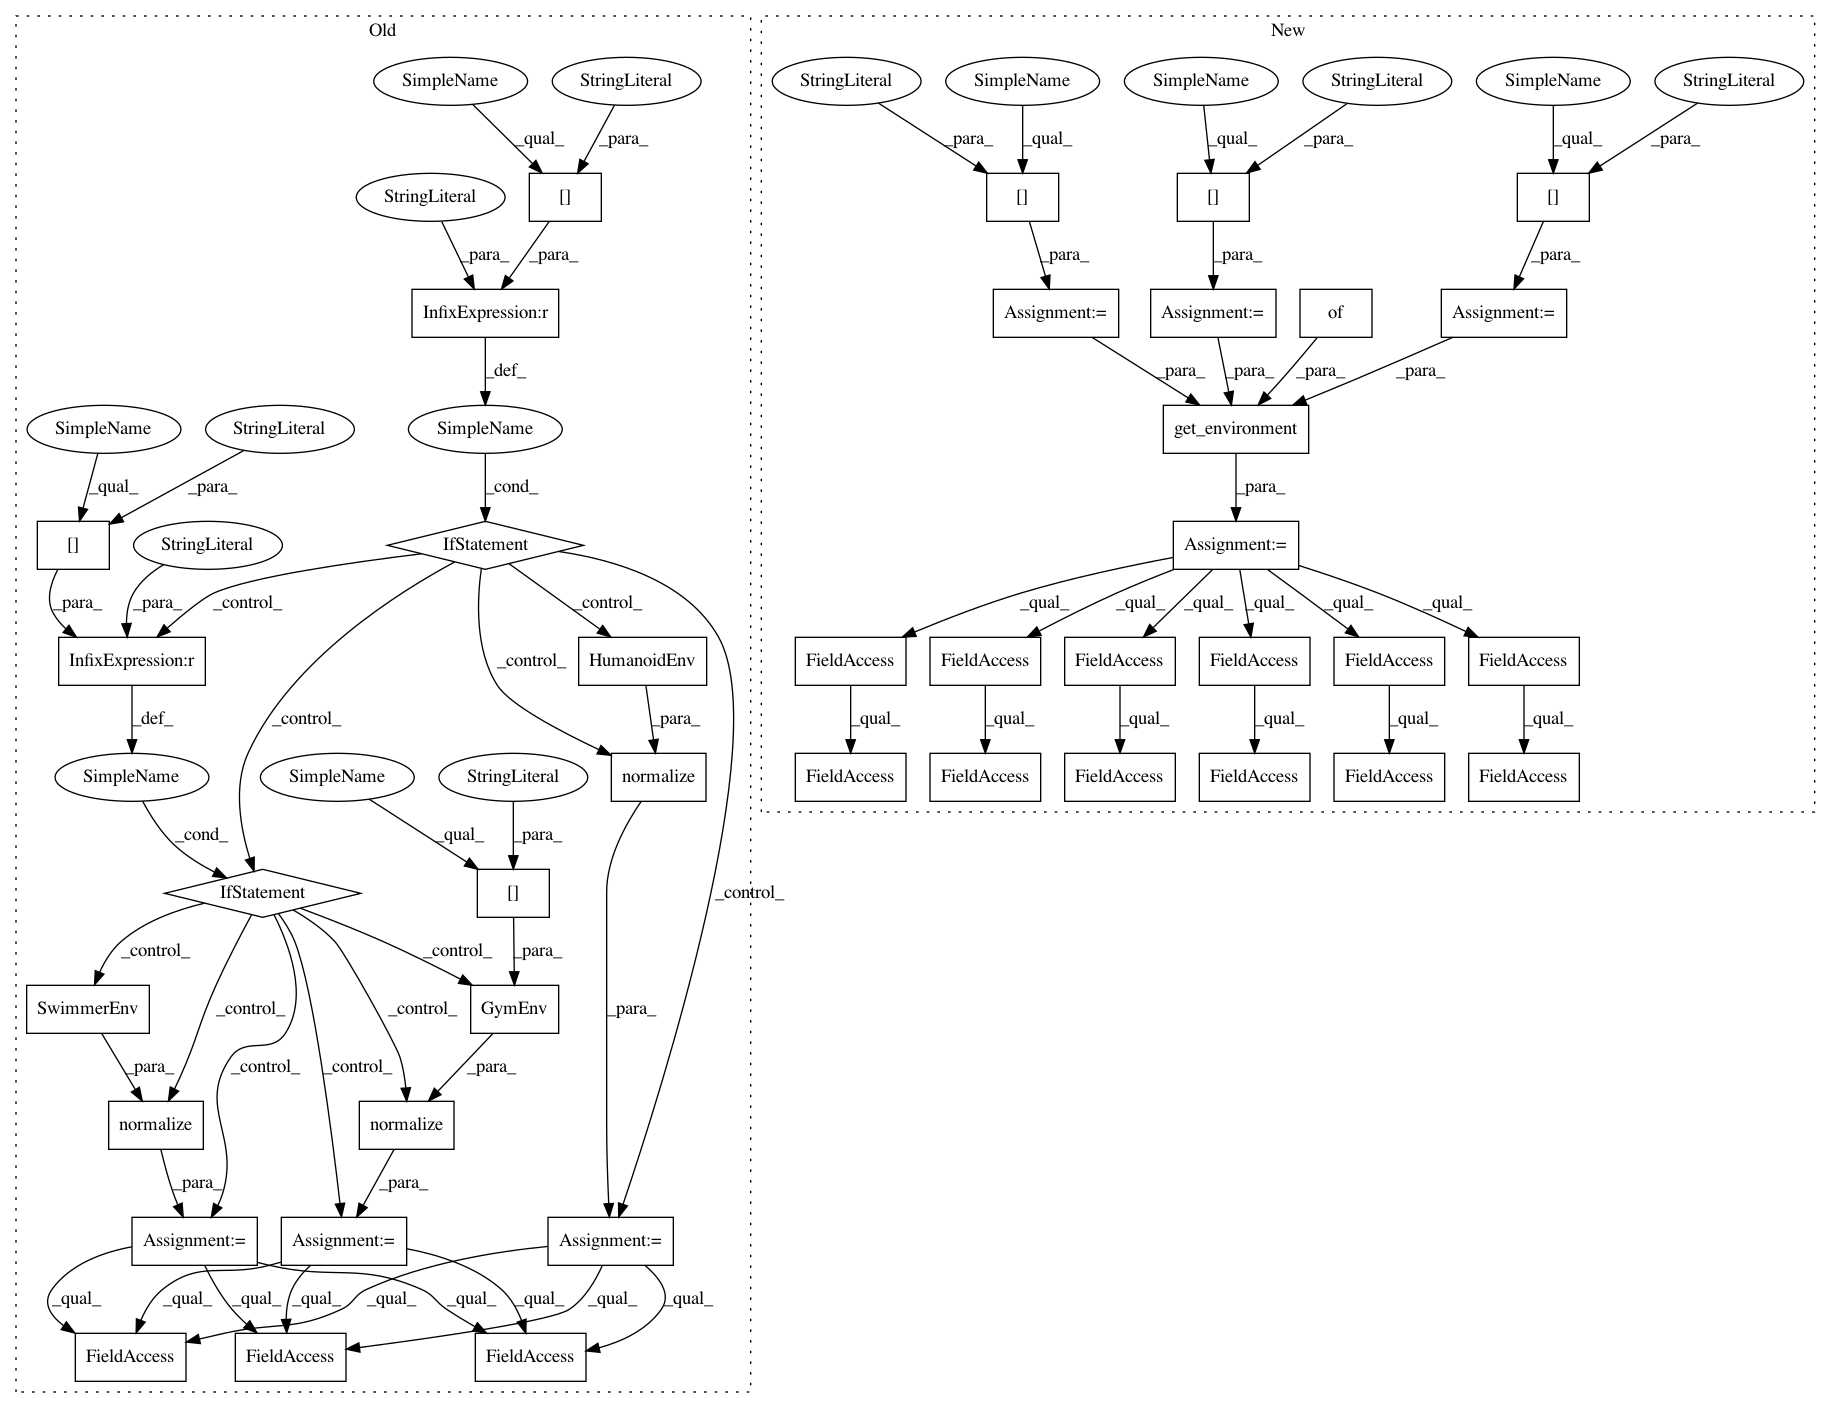 Old
New
SimpleName
StringLiteral
StringLiteral
SimpleName
SimpleName
StringLiteral
SimpleName
StringLiteral
_qual_
_para_
_para_
_qual_
_qual_
_para_
_qual_
_para_
StringLiteral
[]
[]
[]
[]
_para_
_para_
_para_
_para_
_para_
InfixExpression:r
Assignment:=
Assignment:=
of
Assignment:=
_def_
_para_
_para_
_para_
_para_
SimpleName
StringLiteral
SimpleName
get_environment
_qual_
_para_
_cond_
_para_
[]
StringLiteral
IfStatement
Assignment:=
_para_
_para_
_control_
_control_
_qual_
_qual_
_qual_
_qual_
_qual_
_qual_
InfixExpression:r
_control_
HumanoidEnv
FieldAccess
FieldAccess
FieldAccess
FieldAccess
FieldAccess
FieldAccess
_def_
_control_
_para_
_qual_
_qual_
_qual_
_qual_
_qual_
_qual_
SimpleName
SimpleName
StringLiteral
normalize
FieldAccess
FieldAccess
FieldAccess
FieldAccess
FieldAccess
FieldAccess
_cond_
_qual_
_para_
IfStatement
[]
_control_
_control_
_control_
_para_
SwimmerEnv
_control_
_control_
GymEnv
_para_
_para_
_control_
_control_
_para_
normalize
normalize
_para_
_para_
Assignment:=
Assignment:=
Assignment:=
_qual_
_qual_
_qual_
_qual_
_qual_
_qual_
_qual_
_qual_
_qual_
FieldAccess
FieldAccess
FieldAccess